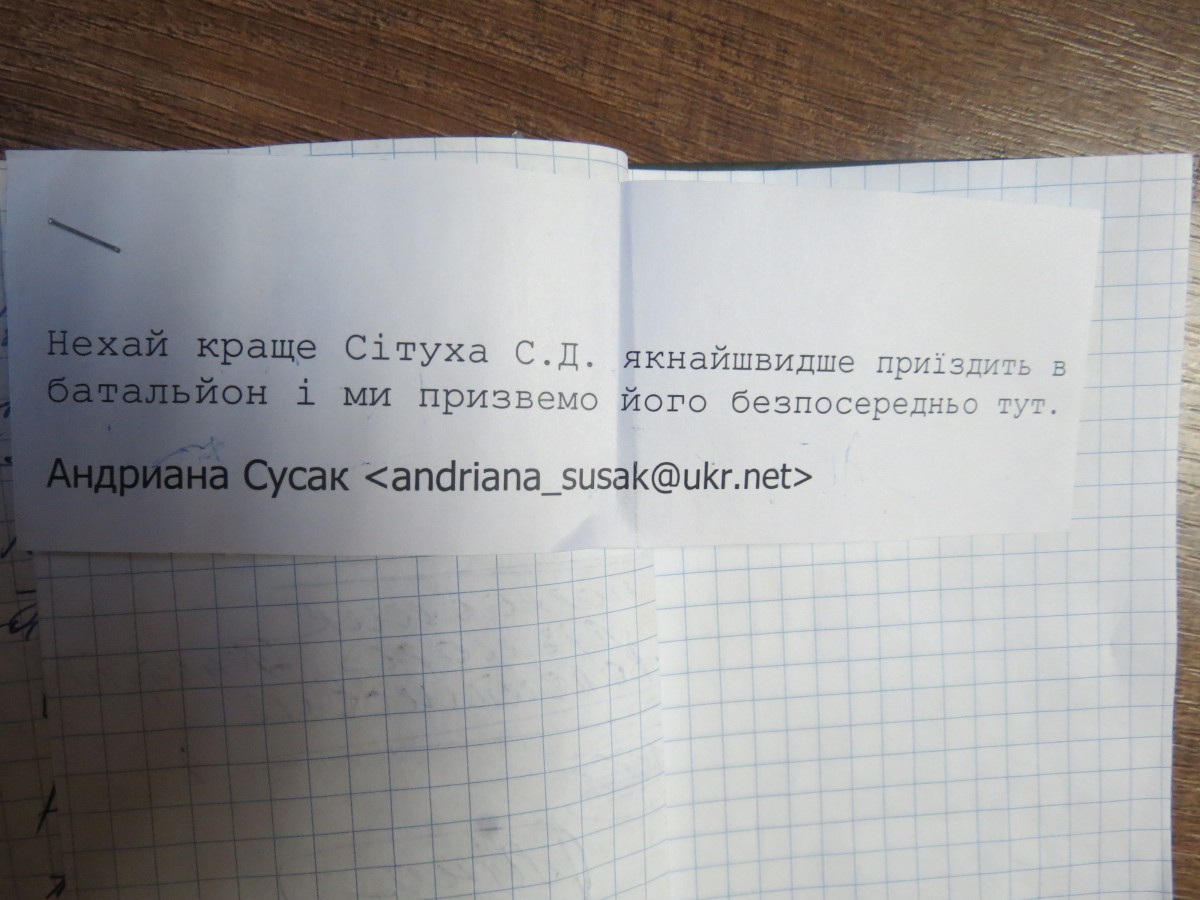 Нехай краще Сітуха С.Д. якнайшвидше приїздить в
батальйон і ми призвемо його безпосередньо тут.
Андриана Сусак <andriana_susak@ukr.net>